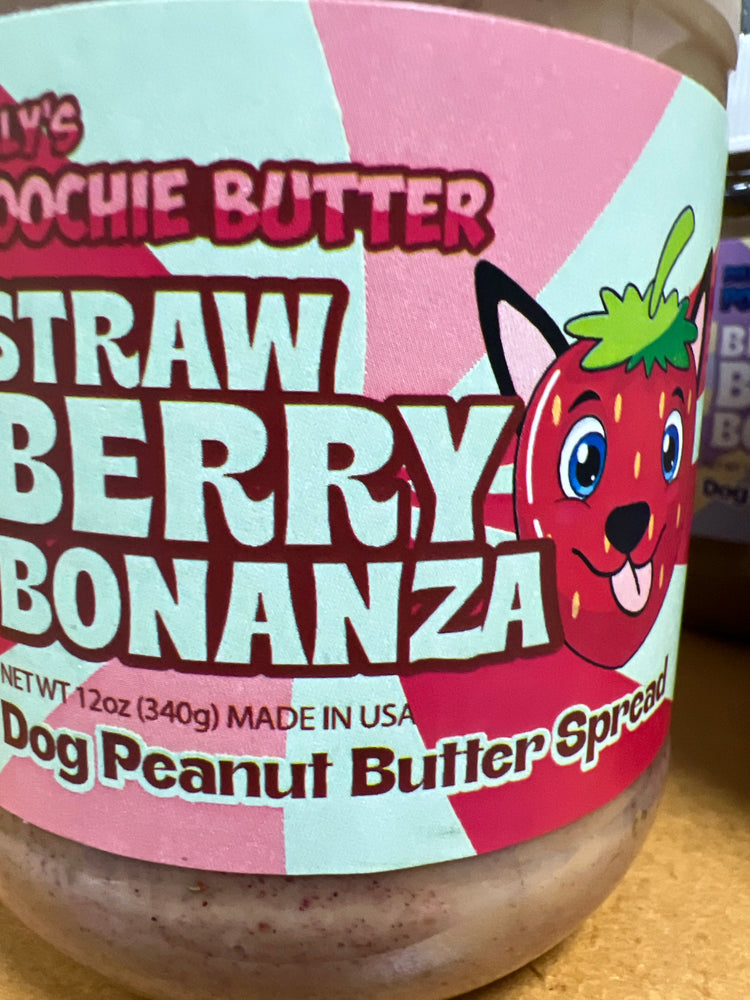 LY'S
OOCHIE BUTTER
STRAW
BERRY
BONANZA
NET WT 12oz (340g) MADE IN USA
Dog Peanut Butter Spread